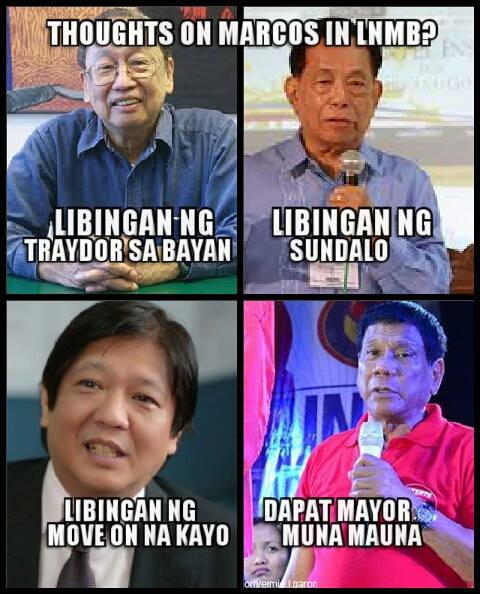 THOUGHTS ON MARCOS IN LNMB?
LIBINGAN NG
TRAYDOR SA BAYAN
LIBINGAN NG
SUNDALO
LIBINGAN NG
MOVE ON NA KAYO
DAPAT MAYOR
MUNA MAUNA